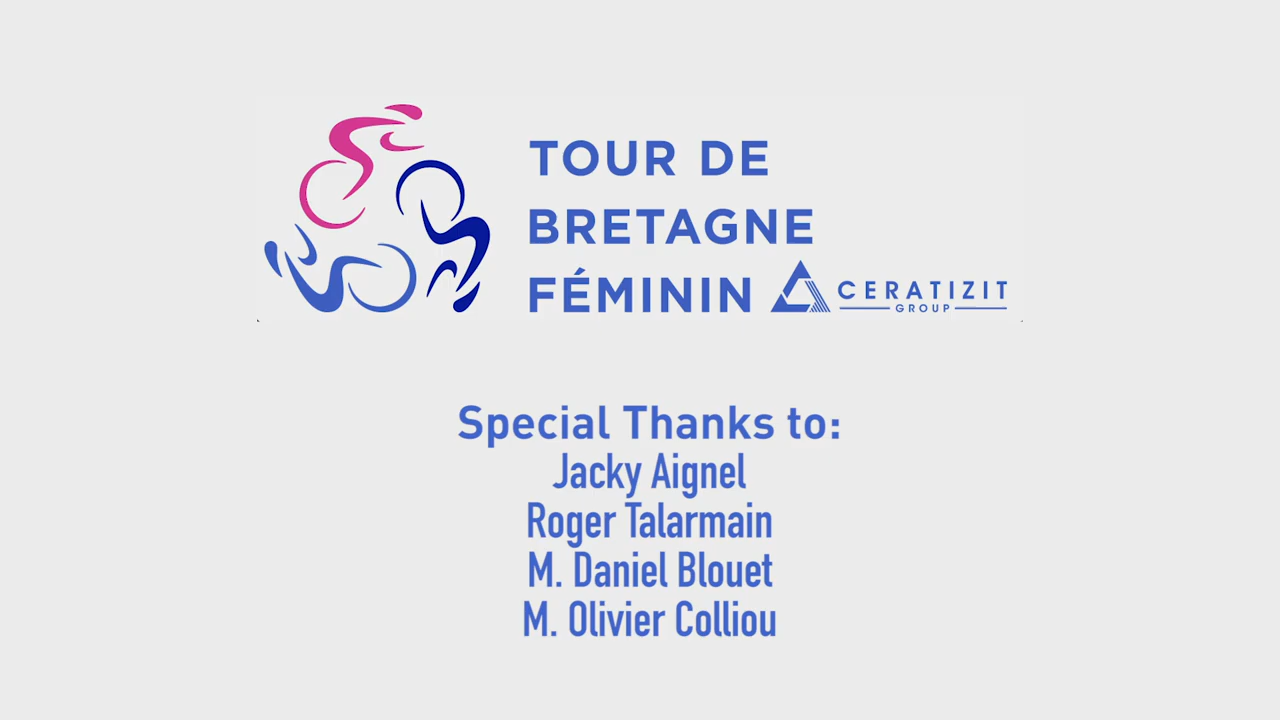 TOUR DE
BRETAGNE
FÉMININ
CERATIZIT
GROUP
Special Thanks to:
Jacky Aignel
Roger Talarmain
M. Daniel Blouet
M. Olivier Colliou